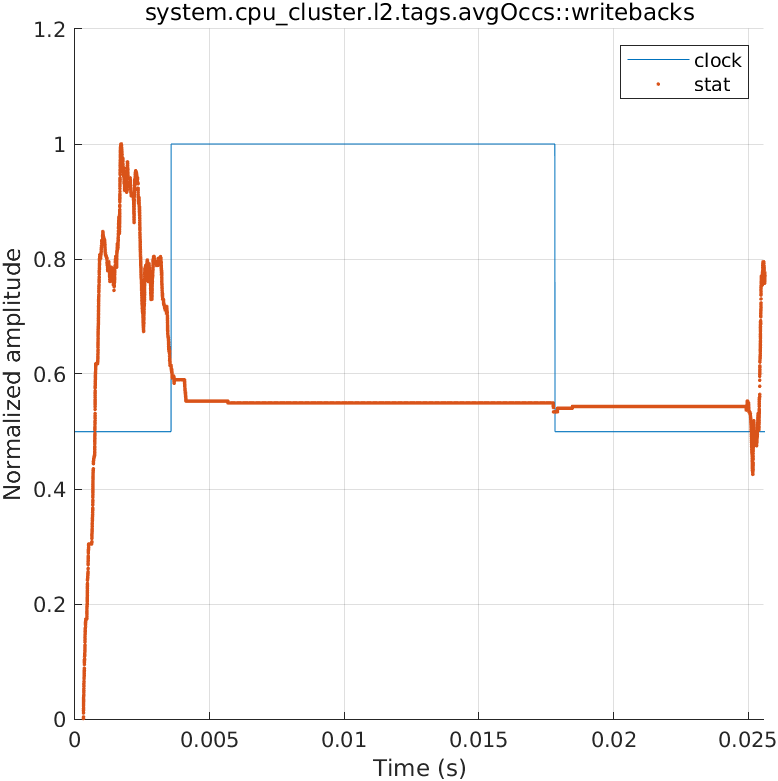 system.cpu_cluster.l2.tags.avgOccs::writebacks
1.2
clock
stat
1
0.8
0.6
0.4
0.2
0
Normalized amplitude
0 0.005 0.01 0.015 0.02 0.025
Time (s)